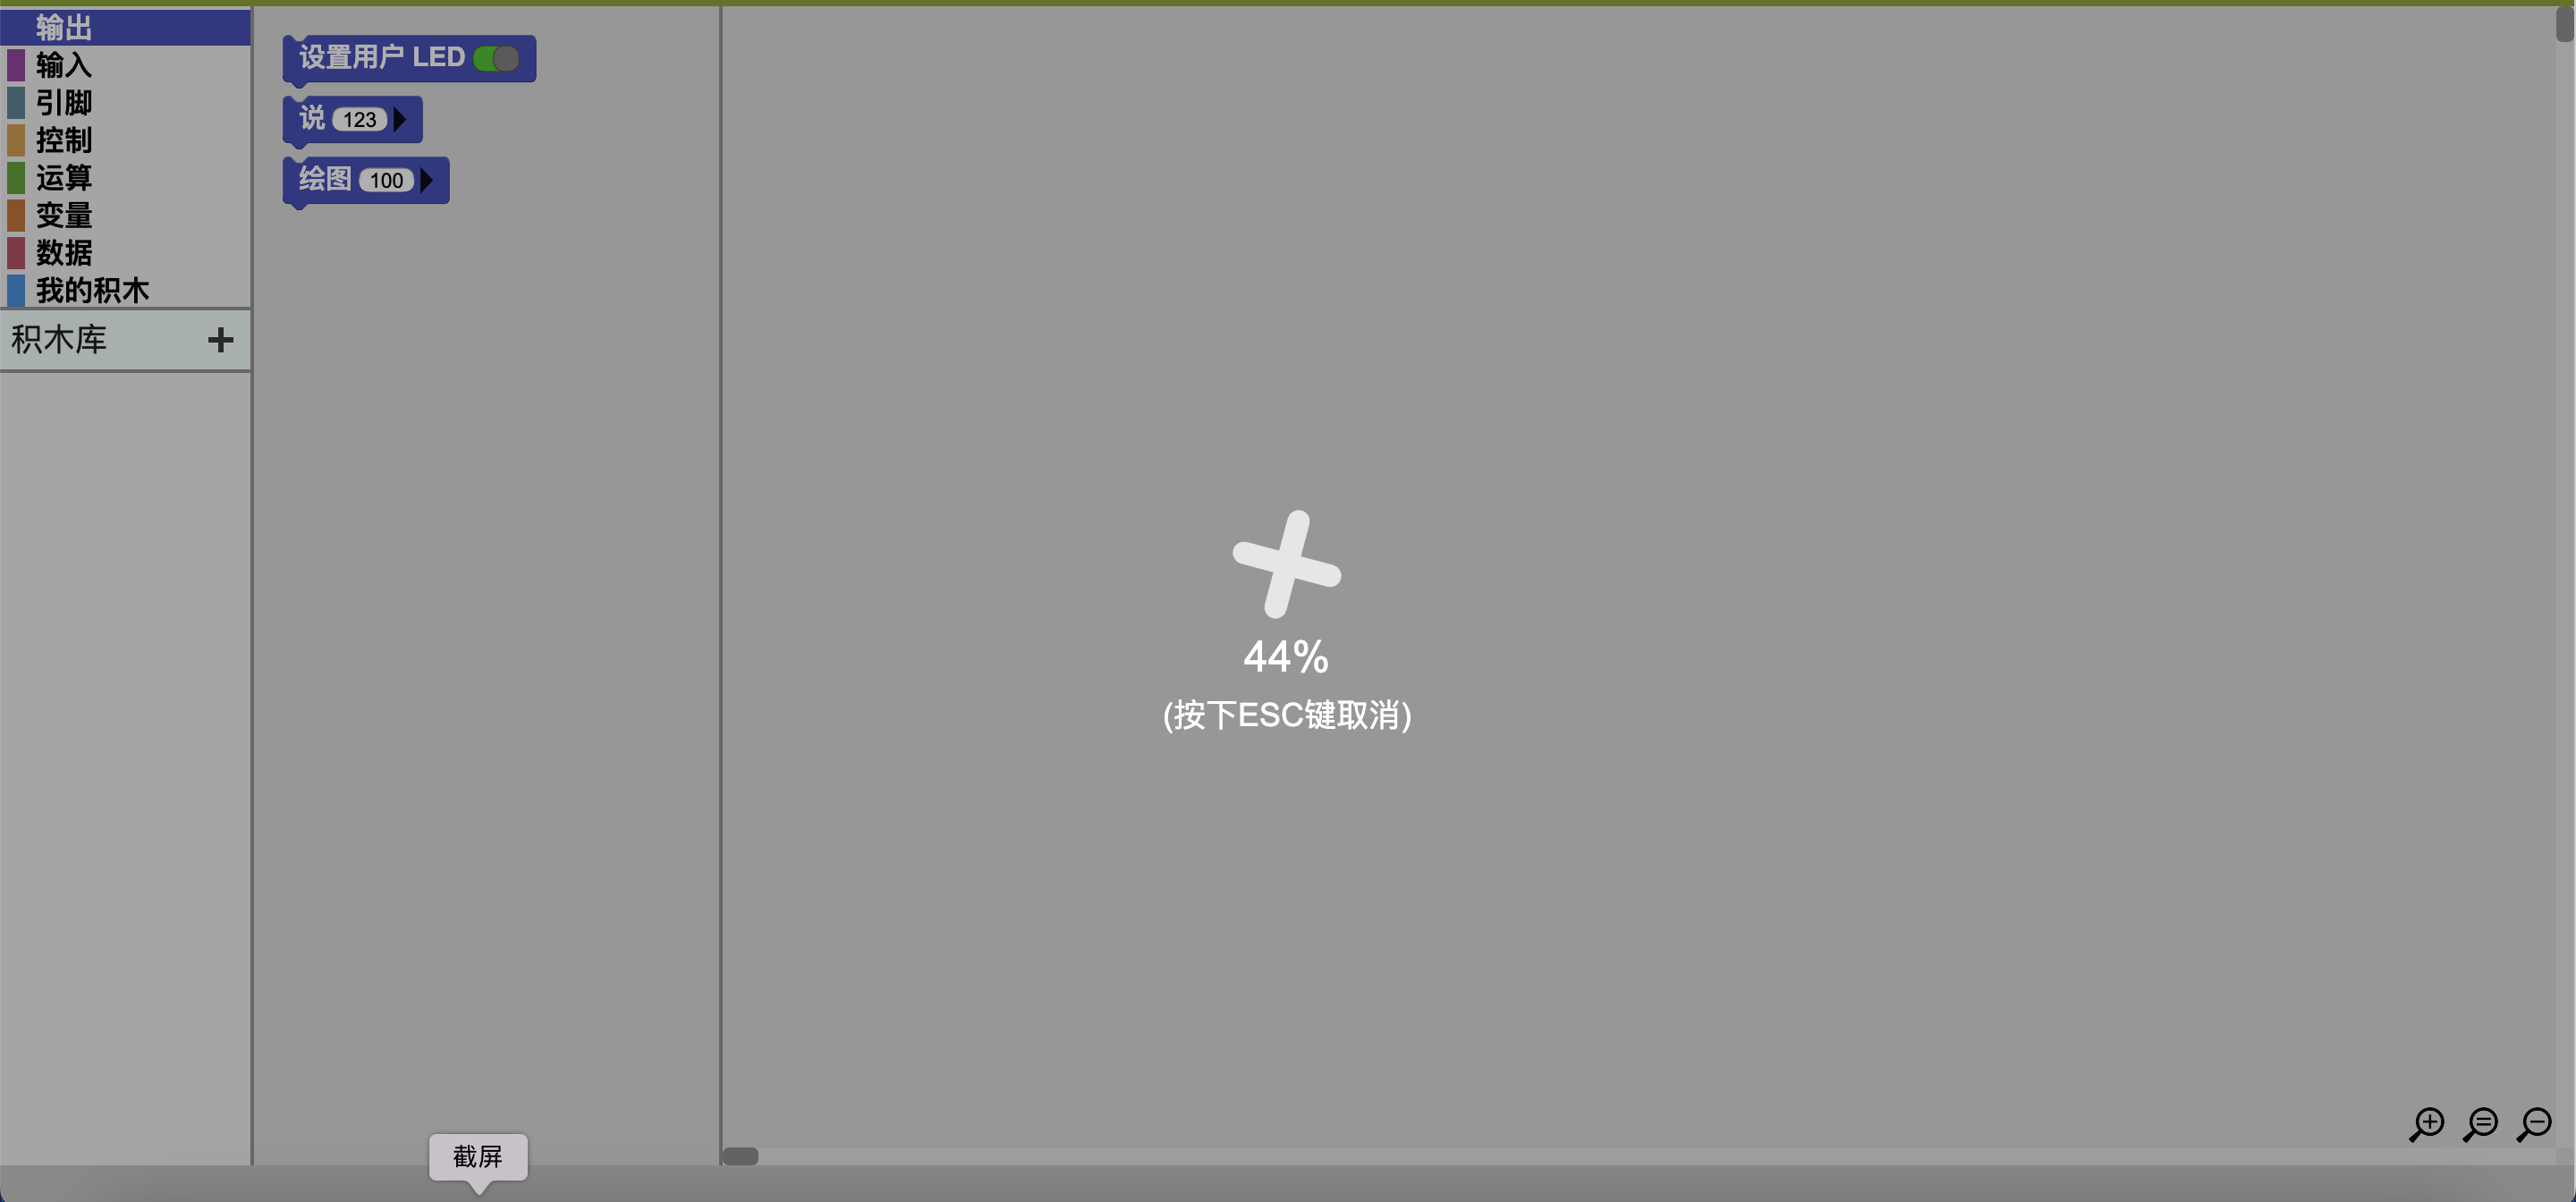 输出
输入
引脚
控制
运算
变量
数据
我的积木
积木库
设置用户 LED
说 123
绘图 100
44%
(按下ESC键取消)
截屏